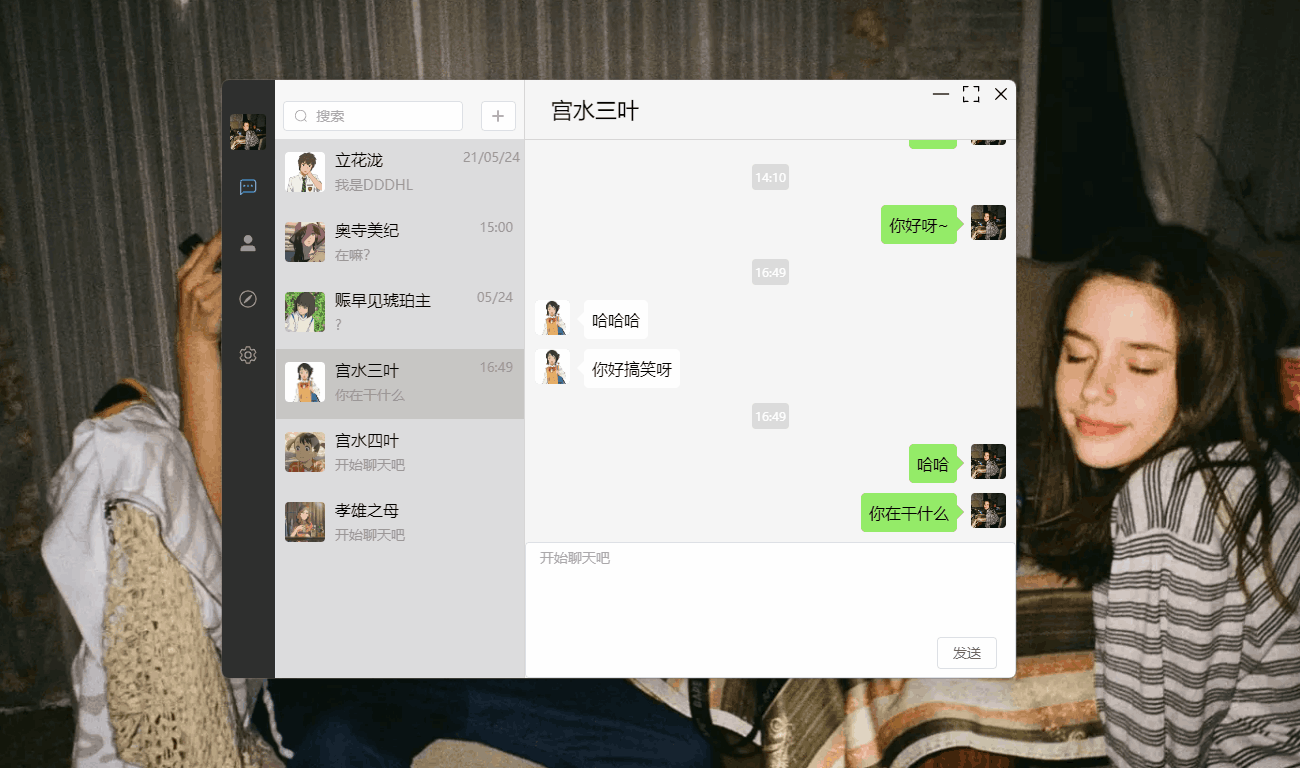 搜索
立花泷
21/05/24
我是DDDHL
奥寺美纪
15:00
在嘛?
赈早见琥珀主
05/24
?
宫水三叶
16:49
你在干什么
宫水四叶
开始聊天吧
孝雄之母
开始聊天吧
宫水三叶
14:10
你好呀~
16:49
哈哈哈
你好搞笑呀
16:49
哈哈
你在干什么
开始聊天吧
发送